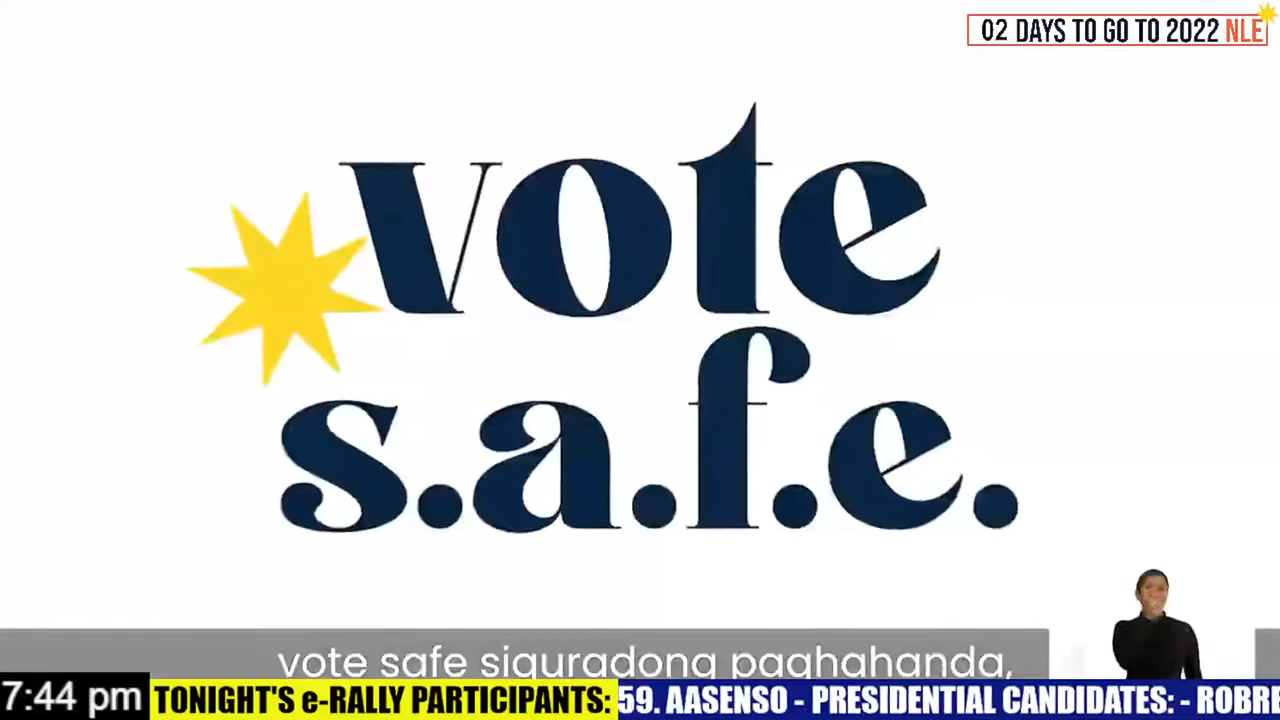 02 DAYS TO GO TO 2022 NLE
vote
s.a.f.e.
vote safe siguradong paghahanda,
7:44 pm
TONIGHT'S e-RALLY PARTICIPANTS: 59. AASENSO - PRESIDENTIAL CANDIDATES: - ROBRE